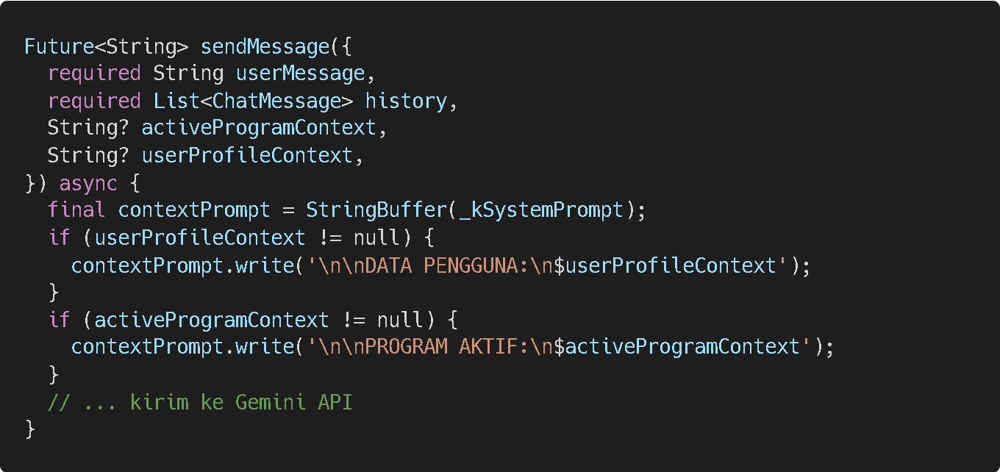 Future<String> sendMessage({
  required String userMessage,
  required List<ChatMessage> history,
  String? activeProgramContext,
  String? userProfileContext,
}) async {
  final contextPrompt = StringBuffer(_kSystemPrompt);
  if (userProfileContext != null) {
    contextPrompt.write('\n\nDATA PENGGUNA:\n$userProfileContext');
  }
  if (activeProgramContext != null) {
    contextPrompt.write('\n\nPROGRAM AKTIF:\n$activeProgramContext');
  }
  // ... kirim ke Gemini API
}